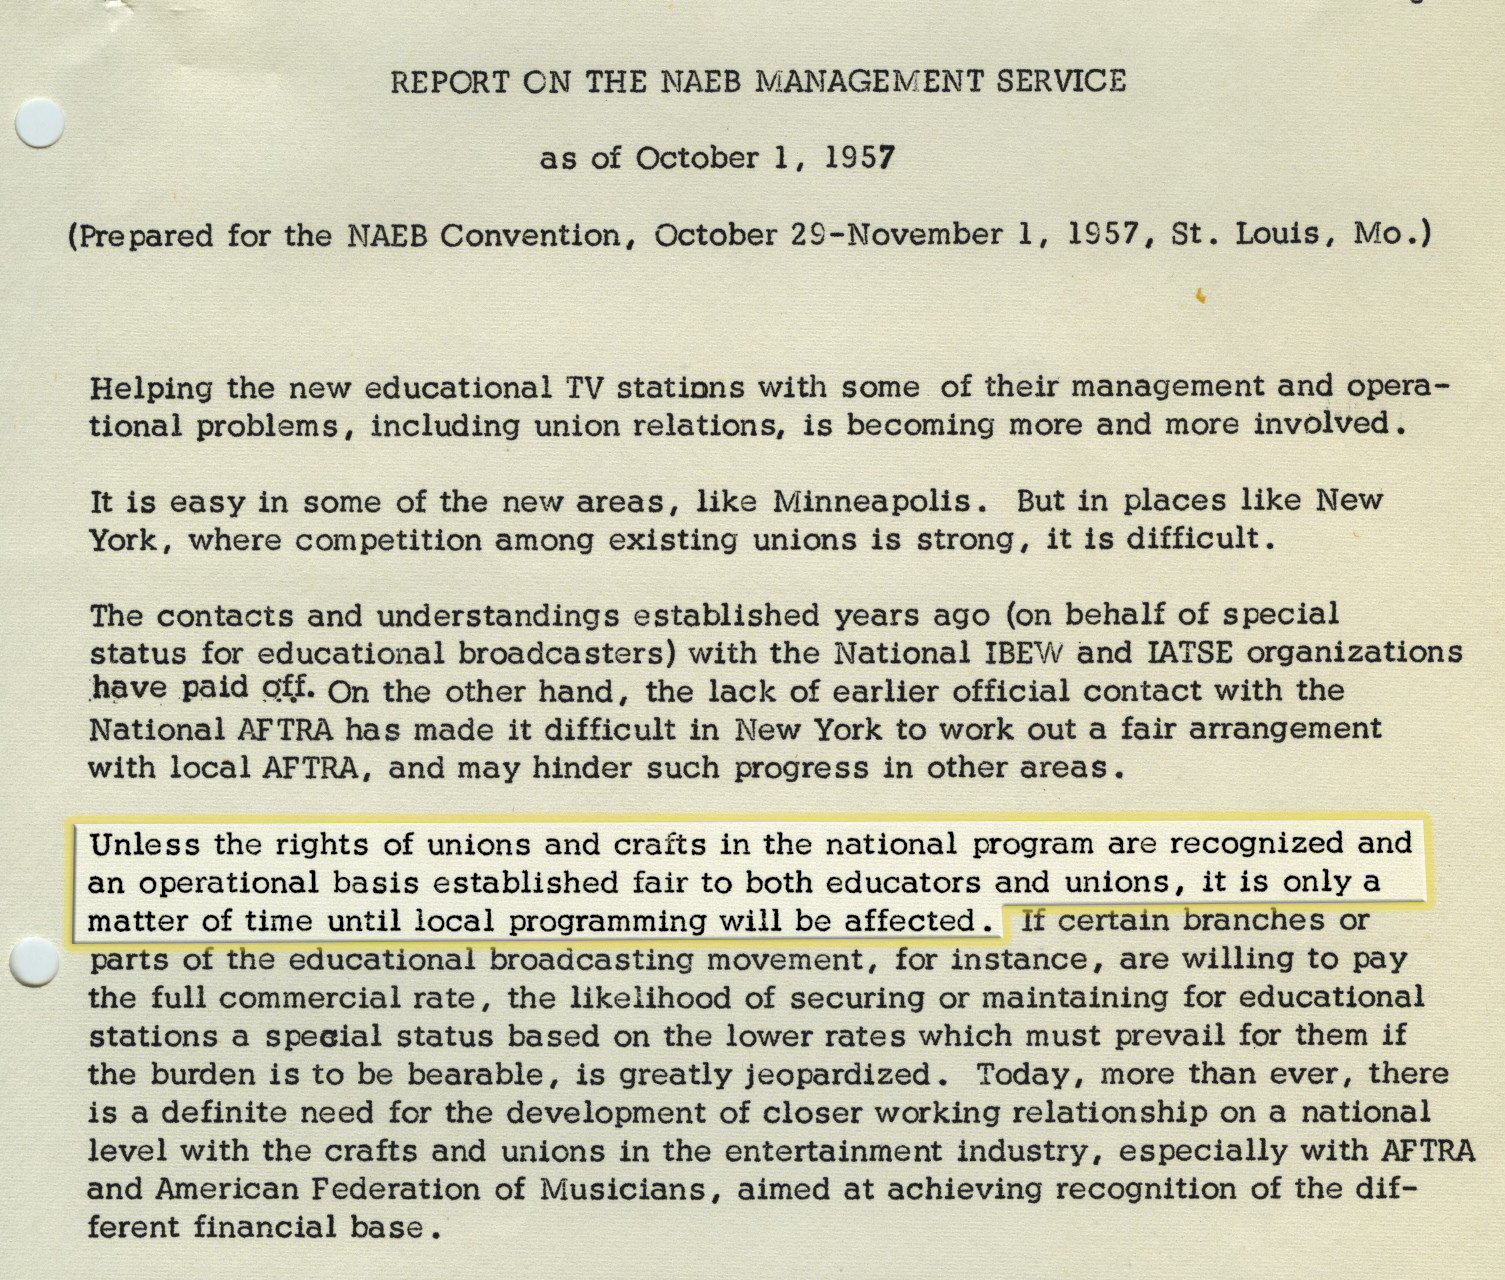 REPORT ON THE NAEB MANAGEMENT SERVICE
as of October 1, 1957
(Prepared for the NAEB Convention, October 29-November 1, 1957, St. Louis, Mo.)
Helping the new educational TV stations with some of their management and opera-
tional problems, including union relations, is becoming more and more involved.
It is easy in some of the new areas, like Minneapolis. But in places like New
York, where competition among existing unions is strong, it is difficult.
The contacts and understandings established years ago (on behalf of special
status for educational broadcasters) with the National IBEW and IATSE organizations
have paid off. On the other hand, the lack of earlier official contact with the
National AFTRA has made it difficult in New York to work out a fair arrangement
with local AFTRA, and may hinder such progress in other areas.
Unless the rights of unions and crafts in the national program are recognized and
an operational basis established fair to both educators and unions, it is only a
matter of time until local programming will be affected. If certain branches or
parts of the educational broadcasting movement, for instance, are willing to pay
the full commercial rate, the likelihood of securing or maintaining for educational
stations a special status based on the lower rates which must prevail for them if
the burden is to be bearable, is greatly jeopardized. Today, more than ever, there
is a definite need for the development of closer working relationship on a national
level with the crafts and unions in the entertainment industry, especially with AFTRA
and American Federation of Musicians, aimed at achieving recognition of the dif-
ferent financial base.